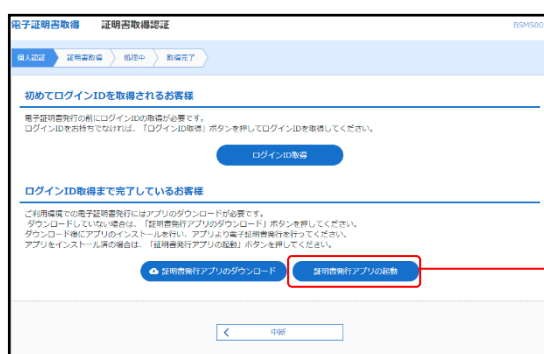 電子証明書取得 証明書取得認証 BSMS00
個人認証 証明書取得 処理中 取得完了
初めてログインIDを取得されるお客様
電子証明書発行の前にログインIDの取得が必要です。
ログインIDをお持ちでなければ、「ログインID取得」ボタンを押してログインIDを取得してください。
ログインID取得
ログインID取得まで完了しているお客様
ご利用環境での電子証明書発行にはアプリのダウンロードが必要です。
ダウンロードしていない場合は、「証明書発行アプリのダウンロード」ボタンを押してください。
ダウンロード後にアプリのインストールを行い、アプリより電子証明書発行を行ってください。
アプリをインストール済の場合は、「証明書発行アプリの起動」ボタンを押してください。
証明書発行アプリのダウンロード 証明書発行アプリの起動
中断